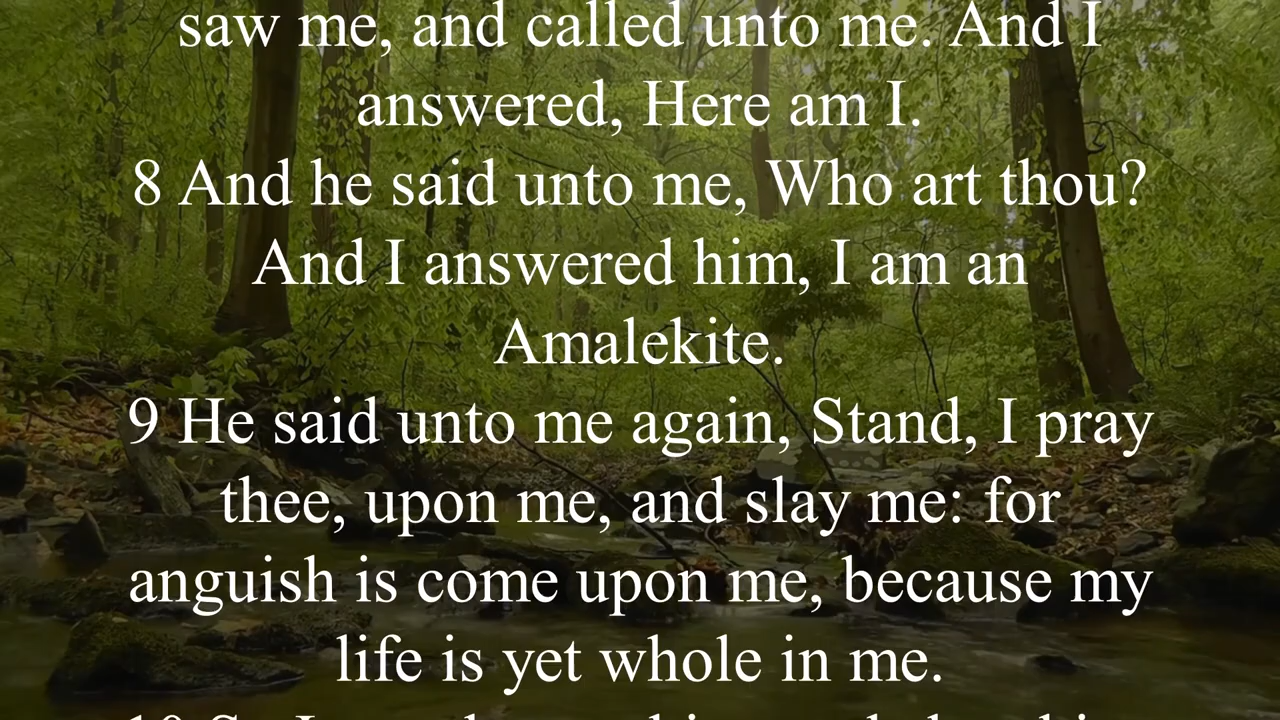 saw me, and called unto me. And I
answered, Here am I.
8 And he said unto me, Who art thou?
And I answered him, I am an
Amalekite.
9 He said unto me again, Stand, I pray
thee, upon me, and slay me: for
anguish is come upon me, because my
life is yet whole in me.